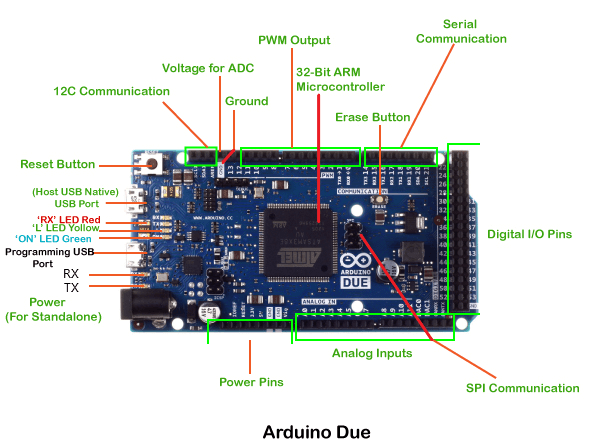 Serial
Communication
PWM Output
Voltage for ADC
32-Bit ARM
Microcontroller
12C Communication
Ground
Erase Button
Reset Button
(Host USB Native)
USB Port
'RX' LED Red
'L' LED Yellow
'ON' LED Green
Programming USB
Port
RX
TX
Power
(For Standalone)
Digital I/O Pins
PWM
COMMUNICATION
WWW.ARDUINO.CC
ATMEL
ARDUINO
DUE
ANALOG IN
Power Pins
Analog Inputs
SPI Communication
Arduino Due